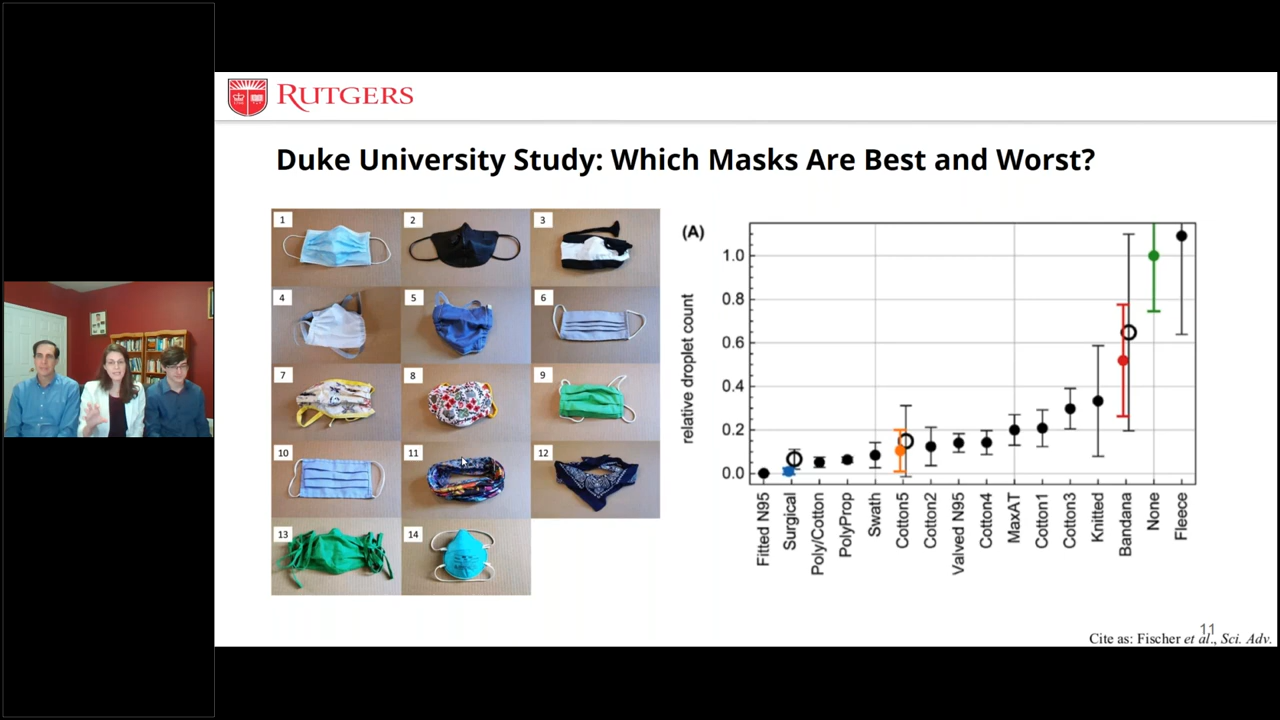 RUTGERS
Duke University Study: Which Masks Are Best and Worst?
1
2
3
4
5
6
7
8
9
10
11
12
13
14
(A)
relative droplet count
1.0
0.8
0.6
0.4
0.2
0.0
Fitted N95
Surgical
Poly/Cotton
PolyProp
Swath
Cotton5
Cotton2
Valved N95
Cotton4
MaxAT
Cotton1
Cotton3
Knitted
Bandana
None
Fleece
11
Cite as: Fischer et al., Sci. Adv.